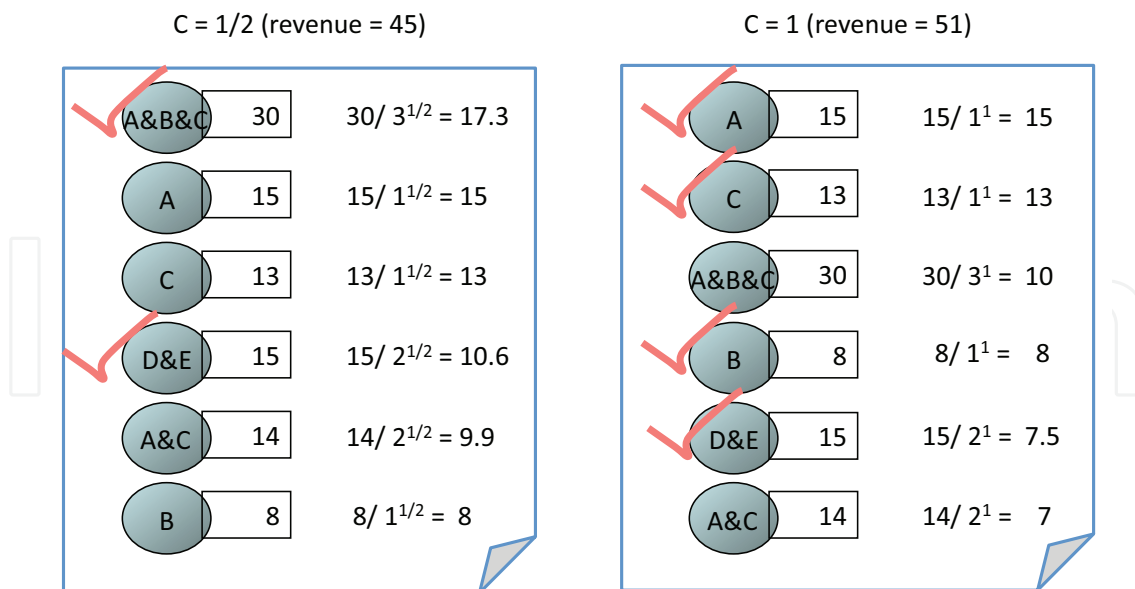 C = 1/2 (revenue = 45)
A&B&C 30 30/ 3^1/2 = 17.3
A 15 15/ 1^1/2 = 15
C 13 13/ 1^1/2 = 13
D&E 15 15/ 2^1/2 = 10.6
A&C 14 14/ 2^1/2 = 9.9
B 8 8/ 1^1/2 = 8
C = 1 (revenue = 51)
A 15 15/ 1^1 = 15
C 13 13/ 1^1 = 13
A&B&C 30 30/ 3^1 = 10
B 8 8/ 1^1 = 8
D&E 15 15/ 2^1 = 7.5
A&C 14 14/ 2^1 = 7